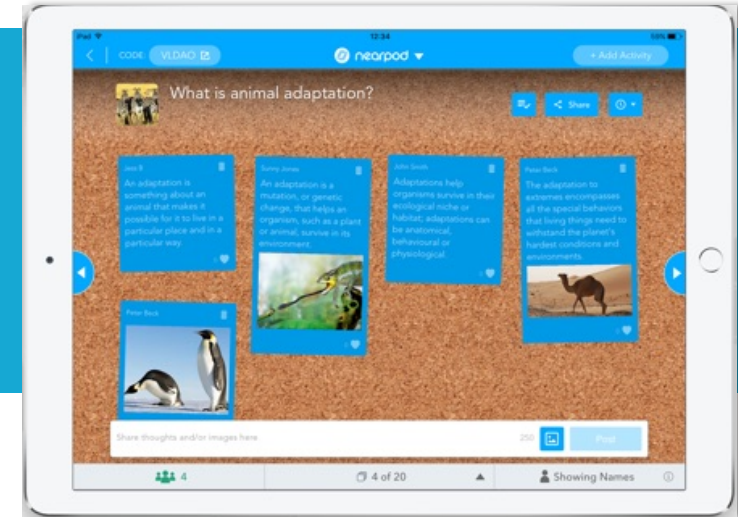 iPad
12:34
CODE: VLDAO
nearpod
+ Add Activity
What is animal adaptation?
Share
Jess B
An adaptation is
something about an
animal that makes it
possible for it to live in a
particular place and in a
particular way.
0
Sunny Jones
An adaptation is a
mutation, or genetic
change, that helps an
organism, such as a plant
or animal, survive in its
environment.
0
John Smith
Adaptations help
organisms survive in their
ecological niche or
habitat; adaptations can
be anatomical,
behavioural or
physiological.
0
Peter Beck
The adaptation to
extremes encompasses
all the special behaviors
that living things need to
withstand the planet's
hardest conditions and
environments.
0
Peter Beck
Share thoughts and/or images here.
250
Post
4
4 of 20
Showing Names